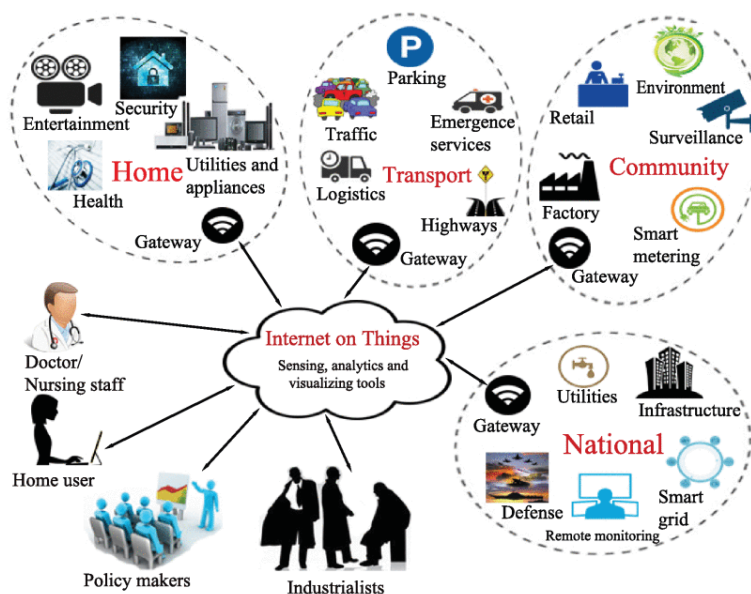 Entertainment
Security
Health
Home
Utilities and
appliances
Gateway
P
Parking
Traffic
Emergence
services
Logistics
Transport
Highways
Gateway
Environment
Retail
Surveillance
Community
Factory
Smart
metering
Gateway
Internet on Things
Sensing, analytics and
visualizing tools
Doctor/
Nursing staff
Home user
Policy makers
Industrialists
Gateway
Utilities
Infrastructure
National
Defense
Remote monitoring
Smart
grid